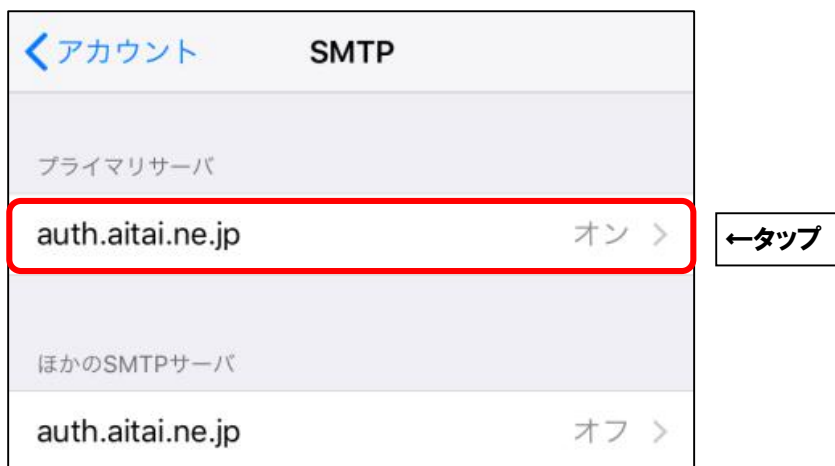 アカウント SMTP
プライマリサーバ
auth.aitai.ne.jp オン
←タップ
ほかのSMTPサーバ
auth.aitai.ne.jp オフ